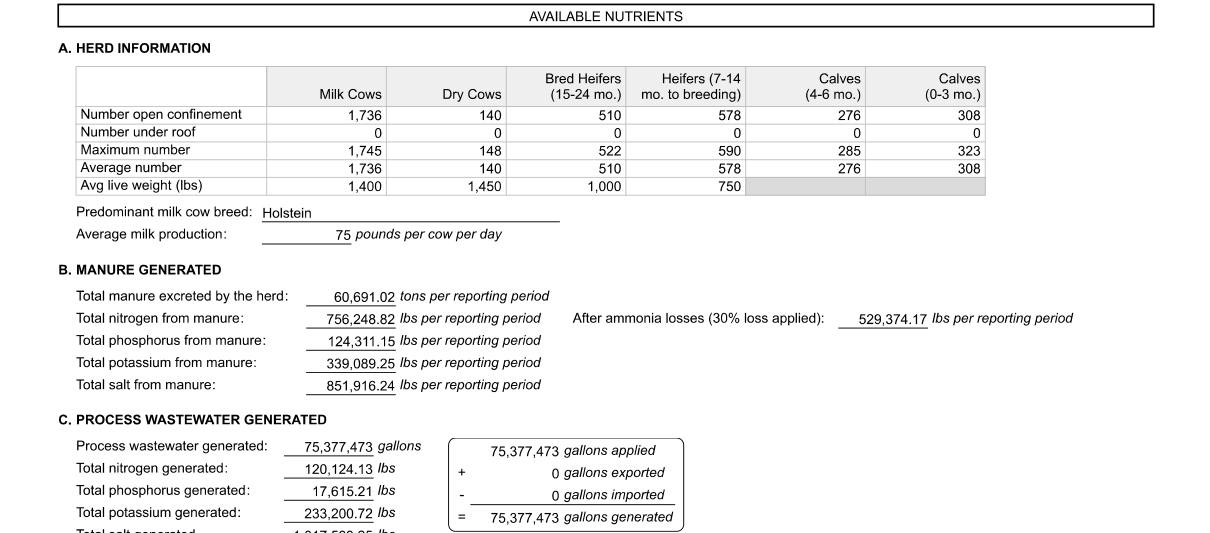 AVAILABLE NUTRIENTS
A. HERD INFORMATION
Milk Cows Dry Cows Bred Heifers (15-24 mo.) Heifers (7-14 mo. to breeding) Calves (4-6 mo.) Calves (0-3 mo.)
Number open confinement 1,736 140 510 578 276 308
Number under roof 0 0 0 0 0 0
Maximum number 1,745 148 522 590 285 323
Average number 1,736 140 510 578 276 308
Avg live weight (lbs) 1,400 1,450 1,000 750
Predominant milk cow breed: Holstein
Average milk production: 75 pounds per cow per day
B. MANURE GENERATED
Total manure excreted by the herd: 60,691.02 tons per reporting period
Total nitrogen from manure: 756,248.82 lbs per reporting period After ammonia losses (30% loss applied): 529,374.17 lbs per reporting period
Total phosphorus from manure: 124,311.15 lbs per reporting period
Total potassium from manure: 339,089.25 lbs per reporting period
Total salt from manure: 851,916.24 lbs per reporting period
C. PROCESS WASTEWATER GENERATED
Process wastewater generated: 75,377,473 gallons
75,377,473 gallons applied
Total nitrogen generated: 120,124.13 lbs
+ 0 gallons exported
Total phosphorus generated: 17,615.21 lbs
- 0 gallons imported
Total potassium generated: 233,200.72 lbs
= 75,377,473 gallons generated